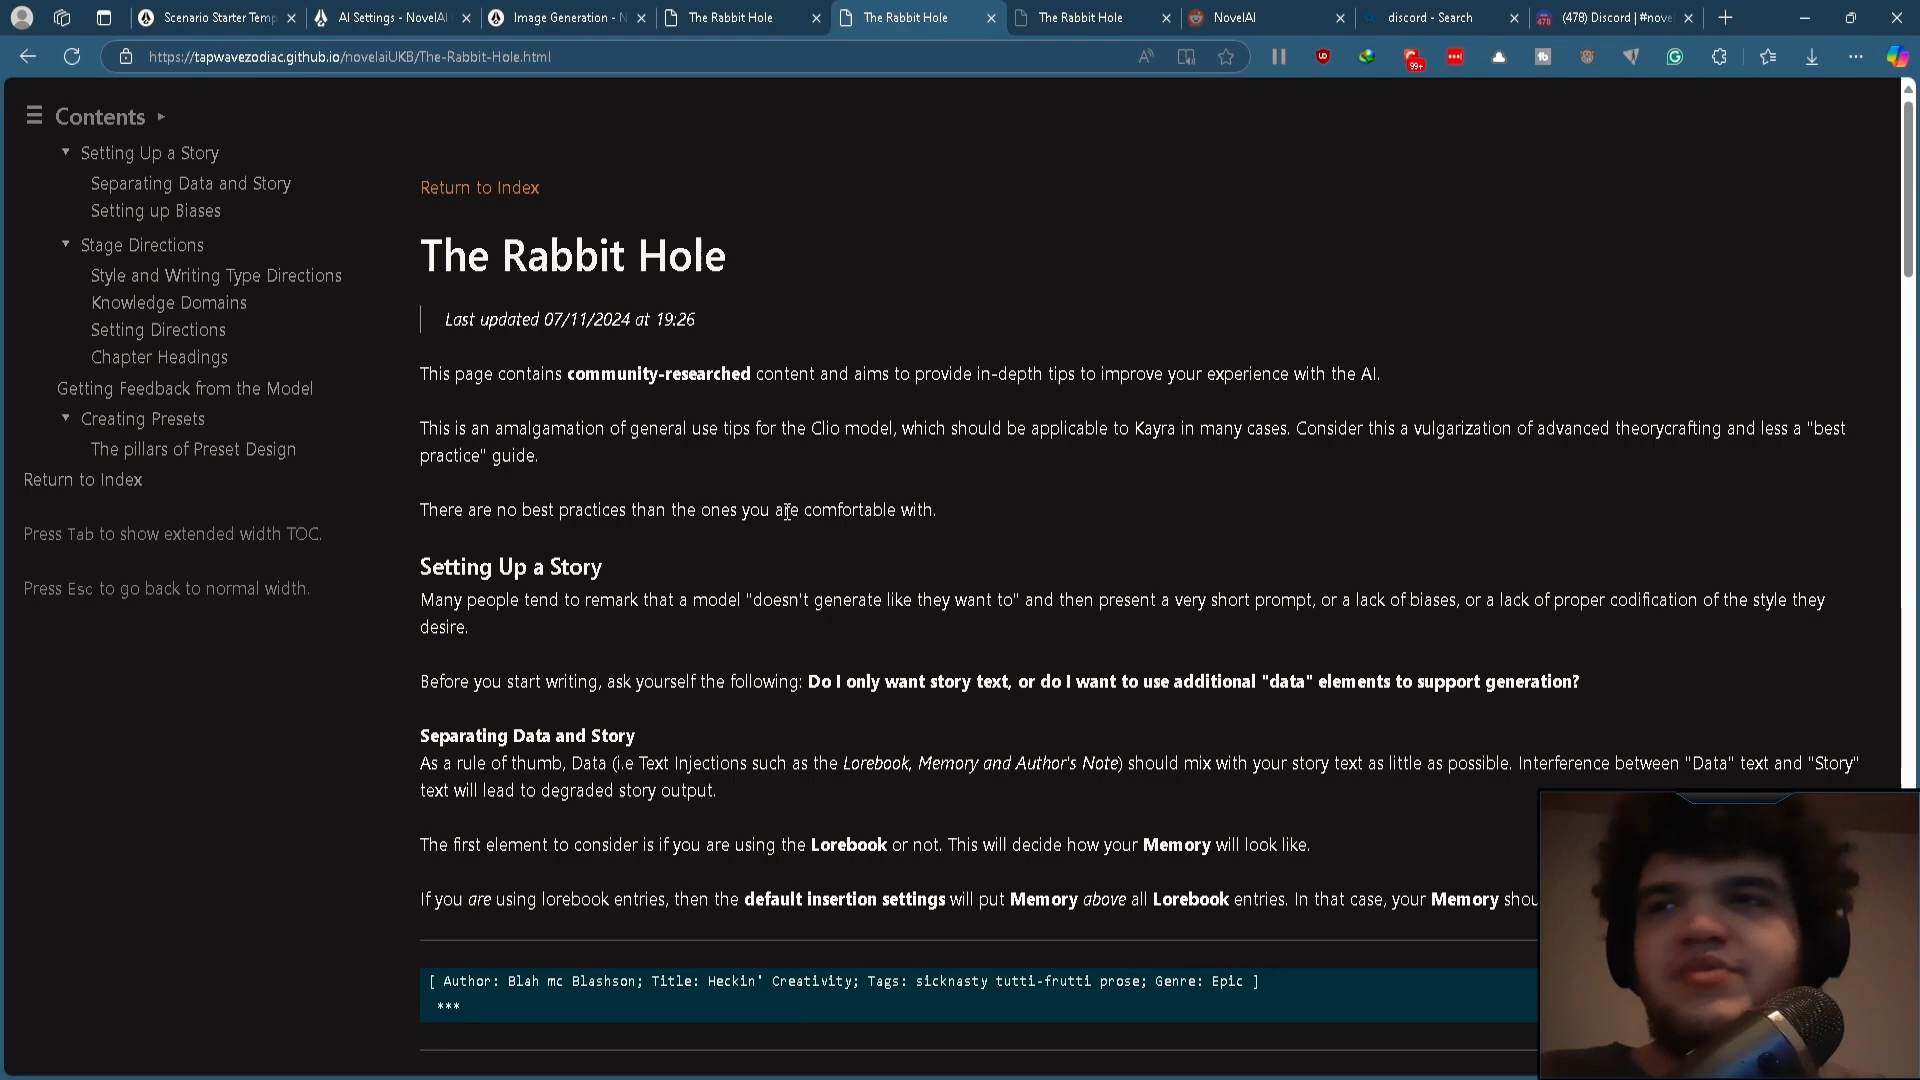 Scenario Starter Temp
AI Settings - NovelAI
Image Generation - N
The Rabbit Hole
The Rabbit Hole
The Rabbit Hole
NovelAI
discord - Search
(478) Discord | #nove
https://tapwavezodiac.github.io/novelaiUKB/The-Rabbit-Hole.html
99+
Contents
Setting Up a Story
Separating Data and Story
Setting up Biases
Stage Directions
Style and Writing Type Directions
Knowledge Domains
Setting Directions
Chapter Headings
Getting Feedback from the Model
Creating Presets
The pillars of Preset Design
Return to Index
Press Tab to show extended width TOC.
Press Esc to go back to normal width.
Return to Index
The Rabbit Hole
Last updated 07/11/2024 at 19:26
This page contains community-researched content and aims to provide in-depth tips to improve your experience with the AI.
This is an amalgamation of general use tips for the Clio model, which should be applicable to Kayra in many cases. Consider this a vulgarization of advanced theorycrafting and less a "best
practice" guide.
There are no best practices than the ones you are comfortable with.
Setting Up a Story
Many people tend to remark that a model "doesn't generate like they want to" and then present a very short prompt, or a lack of biases, or a lack of proper codification of the style they
desire.
Before you start writing, ask yourself the following: Do I only want story text, or do I want to use additional "data" elements to support generation?
Separating Data and Story
As a rule of thumb, Data (i.e Text Injections such as the Lorebook, Memory and Author's Note) should mix with your story text as little as possible. Interference between "Data" text and "Story"
text will lead to degraded story output.
The first element to consider is if you are using the Lorebook or not. This will decide how your Memory will look like.
If you are using lorebook entries, then the default insertion settings will put Memory above all Lorebook entries. In that case, your Memory shou
[ Author: Blah mc Blashson; Title: Heckin' Creativity; Tags: sicknasty tutti-frutti prose; Genre: Epic ]
***